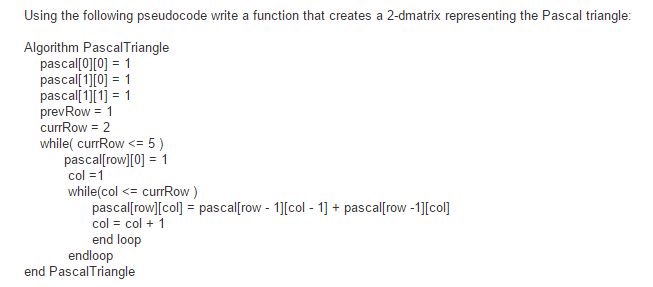 Using the following pseudocode write a function that creates a 2-dmatrix representing the Pascal triangle:
Algorithm PascalTriangle
pascal[0][0] = 1
pascal[1][0] = 1
pascal[1][1] = 1
prevRow = 1
currRow = 2
while( currRow <= 5 )
pascal[row][0] = 1
col =1
while(col <= currRow )
pascal[row][col] = pascal[row - 1][col - 1] + pascal[row -1][col]
col = col + 1
end loop
endloop
end PascalTriangle